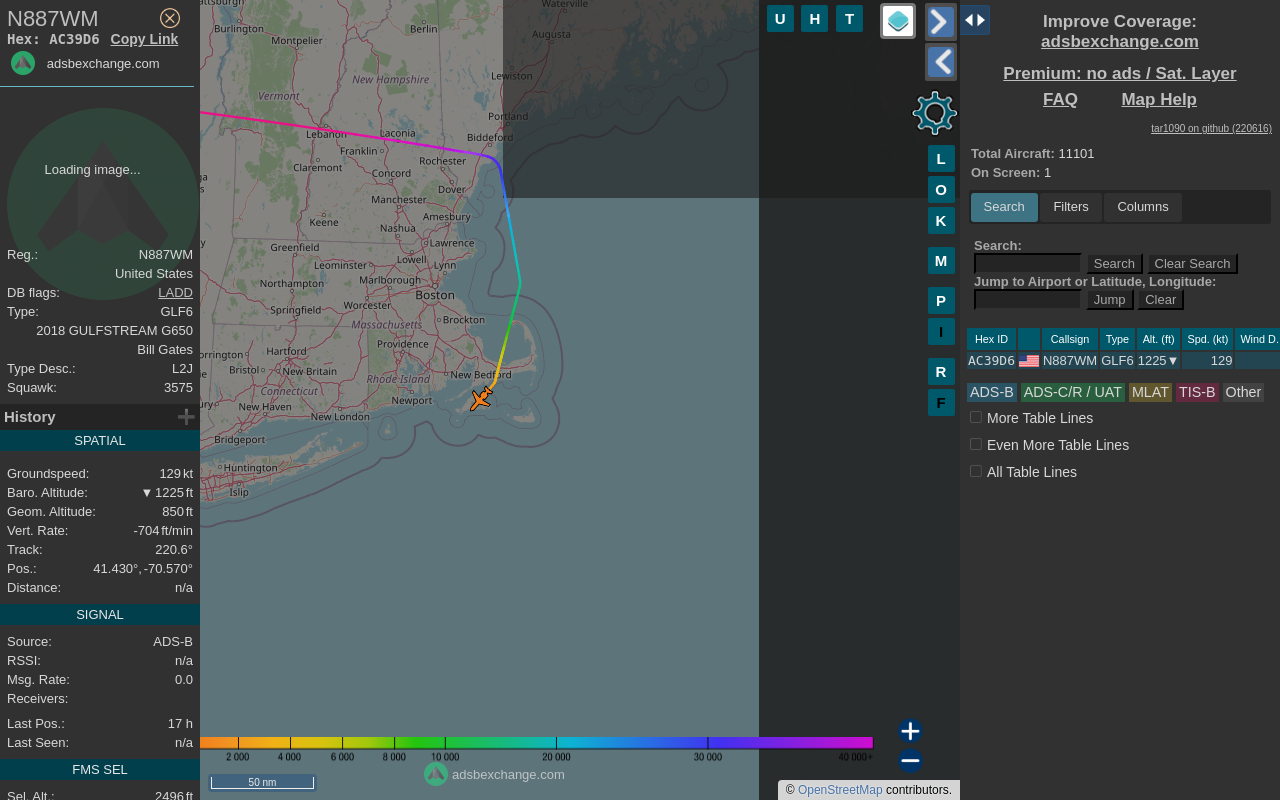 N887WM
Hex: AC39D6 Copy Link
adsbexchange.com
Loading image...
Reg.: N887WM
United States
DB flags: LADD
Type: GLF6
2018 GULFSTREAM G650
Bill Gates
Type Desc.: L2J
Squawk: 3575
History
SPATIAL
Groundspeed: 129 kt
Baro. Altitude: ▼ 1225 ft
Geom. Altitude: 850 ft
Vert. Rate: -704 ft/min
Track: 220.6°
Pos.: 41.430°, -70.570°
Distance: n/a
SIGNAL
Source: ADS-B
RSSI: n/a
Msg. Rate: 0.0
Receivers:
Last Pos.: 17 h
Last Seen: n/a
FMS SEL
Sel. Alt.: 2496 ft
Burlington
Berlin
Waterville
Montpelier
Augusta
Lewiston
New Hampshire
Vermont
Portland
Lebanon
Laconia
Biddeford
Franklin
Rochester
Claremont
Concord
Dover
Manchester
Keene
Amesbury
Nashua
Greenfield
Lawrence
Lowell
Leominster
Lynn
Northampton
Marlborough
Boston
Worcester
Springfield
Massachusetts
Brockton
Providence
Hartford
Bristol
New Britain
Rhode Island
New Bedford
Connecticut
Newport
New Haven
New London
Bridgeport
Huntington
Islip
2 000 4 000 6 000 8 000 10 000 20 000 30 000 40 000+
adsbexchange.com
50 nm
© OpenStreetMap contributors.
U H T
L
O
K
M
P
I
R
F
Improve Coverage:
adsbexchange.com
Premium: no ads / Sat. Layer
FAQ Map Help
tar1090 on github (220616)
Total Aircraft: 11101
On Screen: 1
Search Filters Columns
Search:
Search Clear Search
Jump to Airport or Latitude, Longitude:
Jump Clear
Hex ID Callsign Type Alt. (ft) Spd. (kt) Wind D.
AC39D6 N887WM GLF6 1225▼ 129
ADS-B ADS-C/R / UAT MLAT TIS-B Other
More Table Lines
Even More Table Lines
All Table Lines